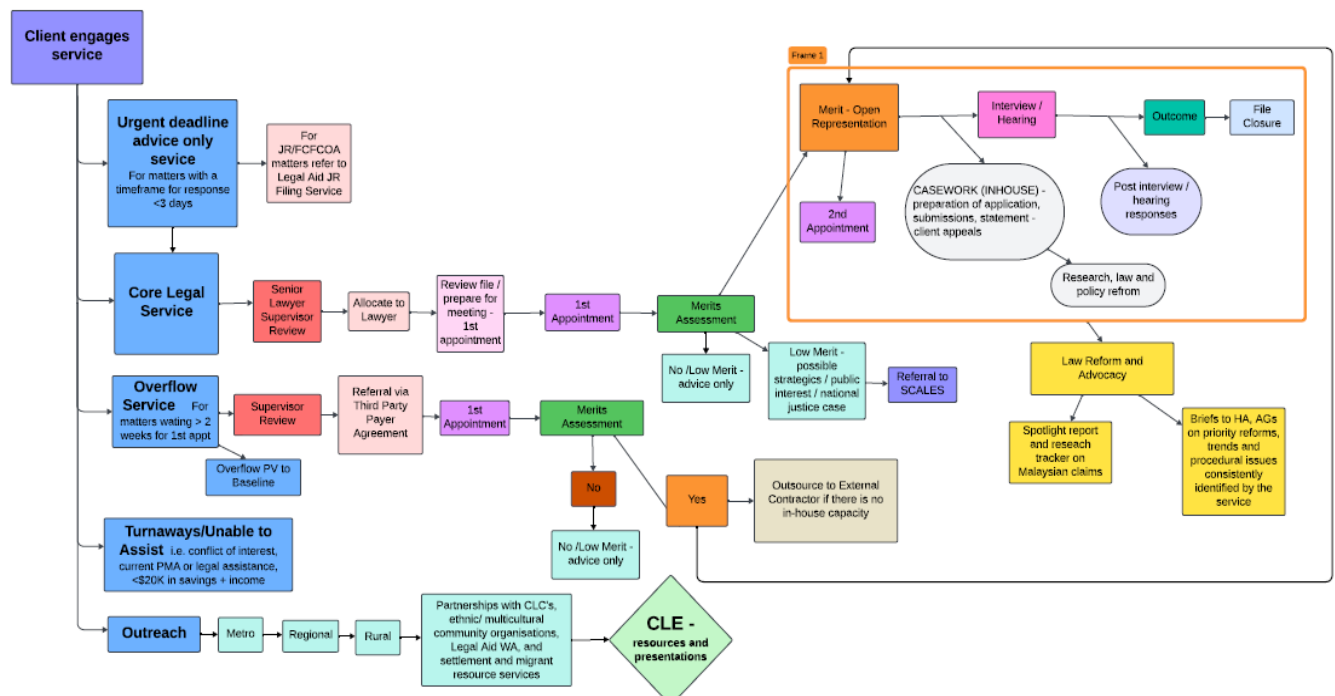 Client engages
service
Urgent deadline
advice only
sevice
For matters with a
timeframe for response
<3 days
For
JR/FCFCOA
matters refer to
Legal Aid JR
Filing Service
Core Legal
Service
Senior
Lawyer
Supervisor
Review
Allocate to
Lawyer
Review file /
prepare for
meeting -
1st
appointment
1st
Appointment
Merits
Assessment
No /Low Merit -
advice only
Low Merit -
possible
strategics / public
interest / national
justice case
Referral to
SCALES
Frame 1
Merit - Open
Representation
2nd
Appointment
Interview /
Hearing
CASEWORK (INHOUSE) -
preparation of application,
submissions, statement -
client appeals
Research, law and
policy refrom
Post interview /
hearing
responses
Outcome
File
Closure
Law Reform and
Advocacy
Spotlight report
and reseach
tracker on
Malaysian claims
Briefs to HA, AGs
on priority reforms,
trends and
procedural issues
consistently
identified by the
service
Overflow
Service For
matters wating > 2
weeks for 1st appt
Overflow PV to
Baseline
Supervisor
Review
Referral via
Third Party
Payer
Agreement
1st
Appointment
Merits
Assessment
No
No /Low Merit -
advice only
Yes
Outsource to External
Contractor if there is no
in-house capacity
Turnaways/Unable to
Assist i.e. conflict of interest,
current PMA or legal assistance,
<$20K in savings + income
Outreach
Metro
Regional
Rural
Partnerships with CLC's,
ethnic/ multicultural
community organisations,
Legal Aid WA, and
settlement and migrant
resource services
CLE -
resources and
presentations